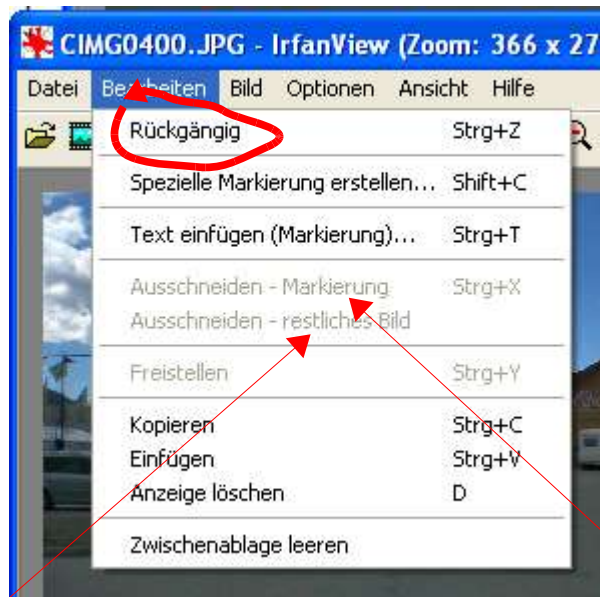 CIMG0400.JPG - IrfanView (Zoom: 366 x 27
Datei Bearbeiten Bild Optionen Ansicht Hilfe
Rückgängig Strg+Z
Spezielle Markierung erstellen... Shift+C
Text einfügen (Markierung)... Strg+T
Ausschneiden - Markierung Strg+X
Ausschneiden - restliches Bild
Freistellen Strg+Y
Kopieren Strg+C
Einfügen Strg+V
Anzeige löschen D
Zwischenablage leeren